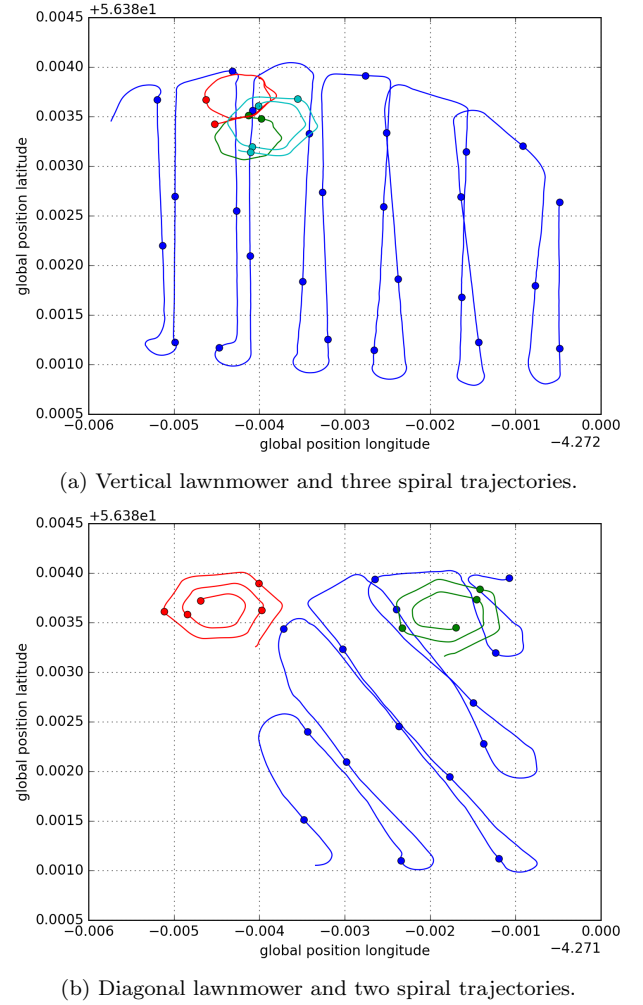 +5.638e1
0.0045
0.0040
0.0035
0.0030
0.0025
0.0020
0.0015
0.0010
0.0005
global position latitude
−0.006 −0.005 −0.004 −0.003 −0.002 −0.001 0.000
global position longitude −4.272
(a) Vertical lawnmower and three spiral trajectories.
+5.638e1
0.0045
0.0040
0.0035
0.0030
0.0025
0.0020
0.0015
0.0010
0.0005
global position latitude
−0.006 −0.005 −0.004 −0.003 −0.002 −0.001 0.000
global position longitude −4.271
(b) Diagonal lawnmower and two spiral trajectories.